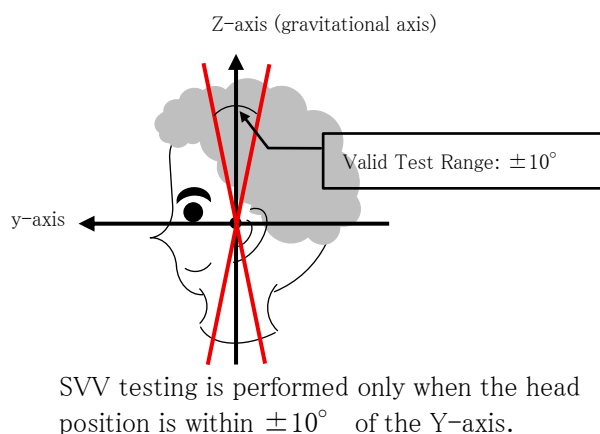 Z-axis (gravitational axis)
Valid Test Range: ±10°
y-axis
SVV testing is performed only when the head
position is within ±10° of the Y-axis.